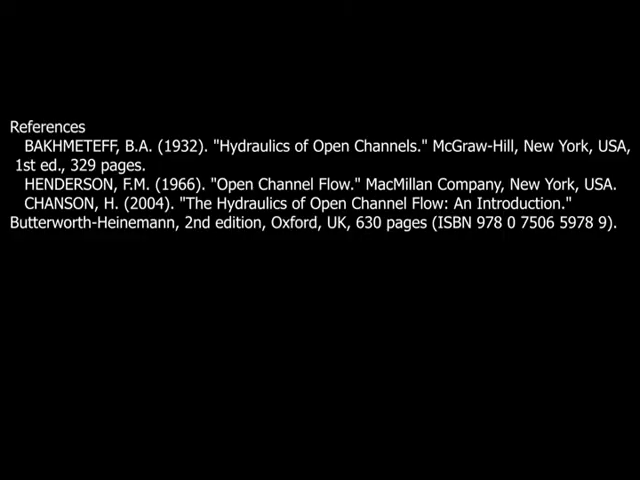 References
BAKHMETEFF, B.A. (1932). "Hydraulics of Open Channels." McGraw-Hill, New York, USA,
1st ed., 329 pages.
HENDERSON, F.M. (1966). "Open Channel Flow." MacMillan Company, New York, USA.
CHANSON, H. (2004). "The Hydraulics of Open Channel Flow: An Introduction."
Butterworth-Heinemann, 2nd edition, Oxford, UK, 630 pages (ISBN 978 0 7506 5978 9).